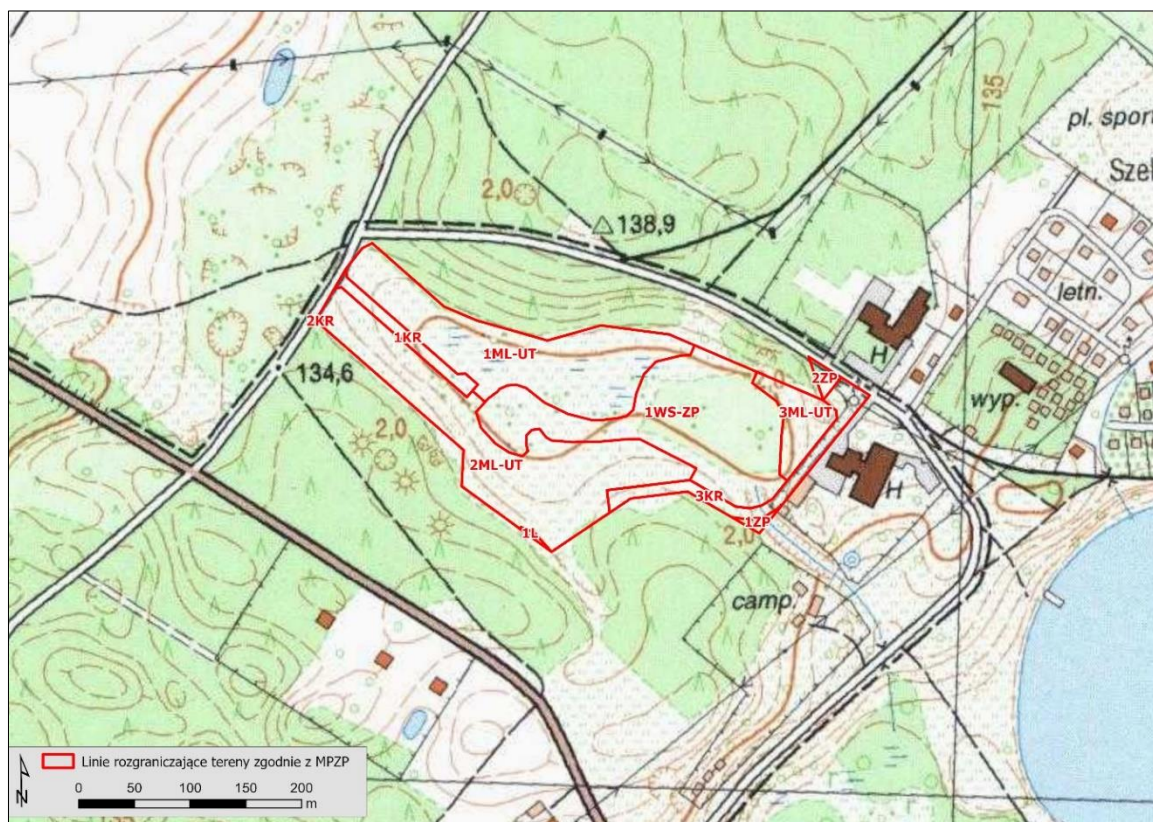 135
pl. sport
2,0
138,9
letn.
2KR
1KR
1ML-UT
H
134,6
2,0
2ZP
wyp.
1WS-ZP
3ML-UT
2,0
2ML-UT
H
3KR
1ZP
1L
2,0
camp.
Linie rozgraniczające tereny zgodnie z MPZP
N
0 50 100 150 200
m